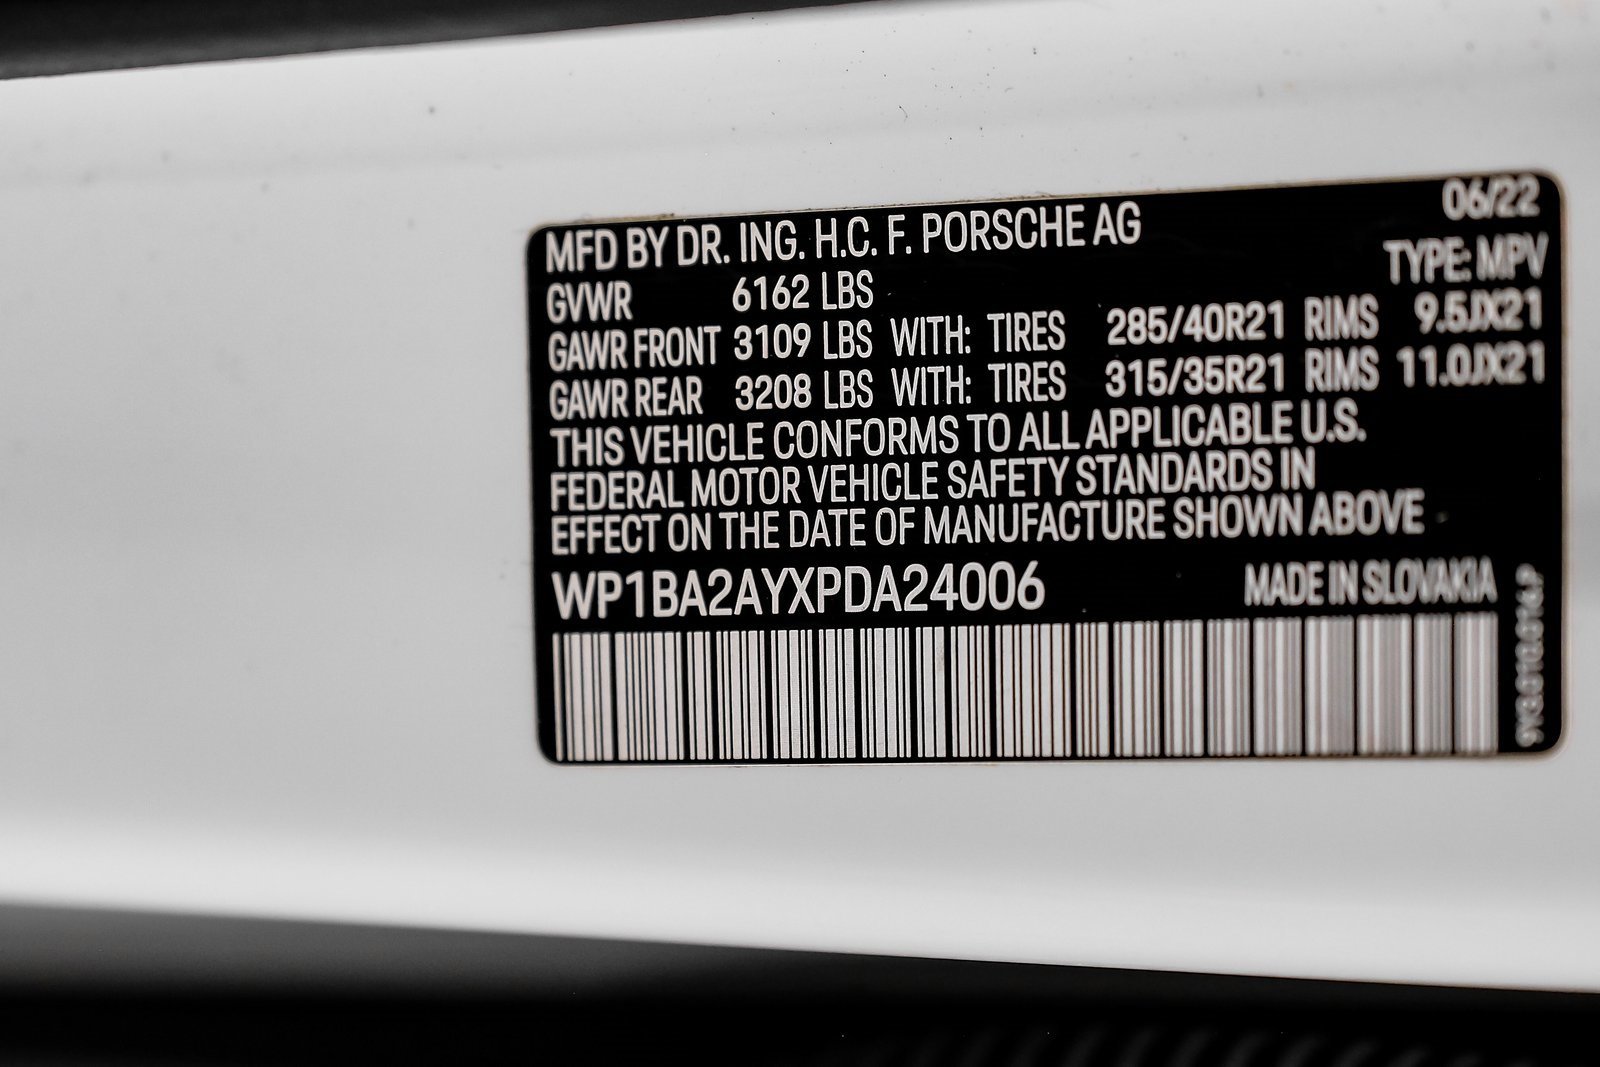 MFD BY DR. ING. H.C. F. PORSCHE AG 06/22
GVWR 6162 LBS TYPE: MPV
GAWR FRONT 3109 LBS WITH: TIRES 285/40R21 RIMS 9.5JX21
GAWR REAR 3208 LBS WITH: TIRES 315/35R21 RIMS 11.0JX21
THIS VEHICLE CONFORMS TO ALL APPLICABLE U.S.
FEDERAL MOTOR VEHICLE SAFETY STANDARDS IN
EFFECT ON THE DATE OF MANUFACTURE SHOWN ABOVE
WP1BA2AYXPDA24006 MADE IN SLOVAKIA